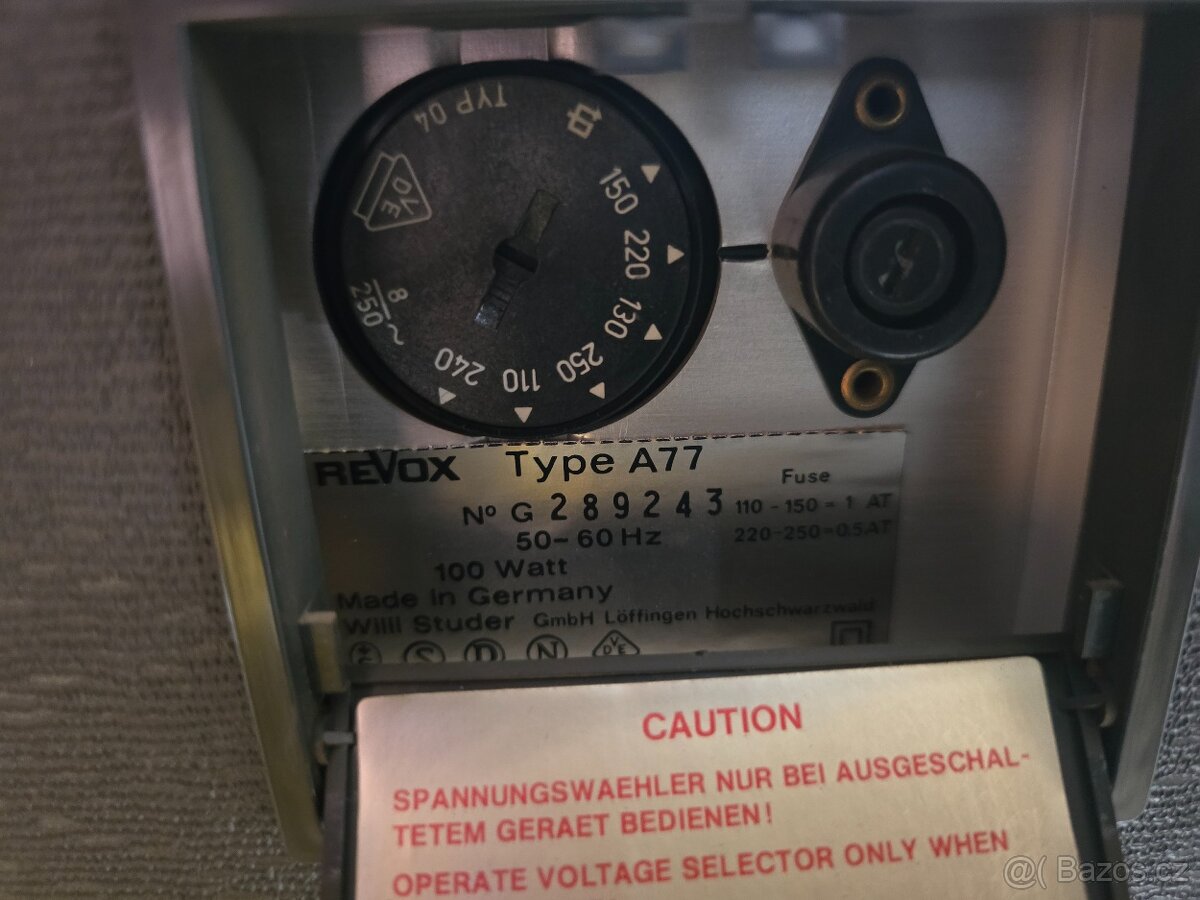 TYP 04
DVE
8
250 ~
150
220
130
250
110
240
REVOX Type A77
Fuse
Nº G 289243
110 - 150 = 1 AT
50-60 Hz
220-250=0.5AT
100 Watt
Made in Germany
Willi Studer GmbH Löffingen Hochschwarzwald
S D N DVE
CAUTION
SPANNUNGSWAEHLER NUR BEI AUSGESCHAL-
TETEM GERAET BEDIENEN!
OPERATE VOLTAGE SELECTOR ONLY WHEN
@( Bazos.cz